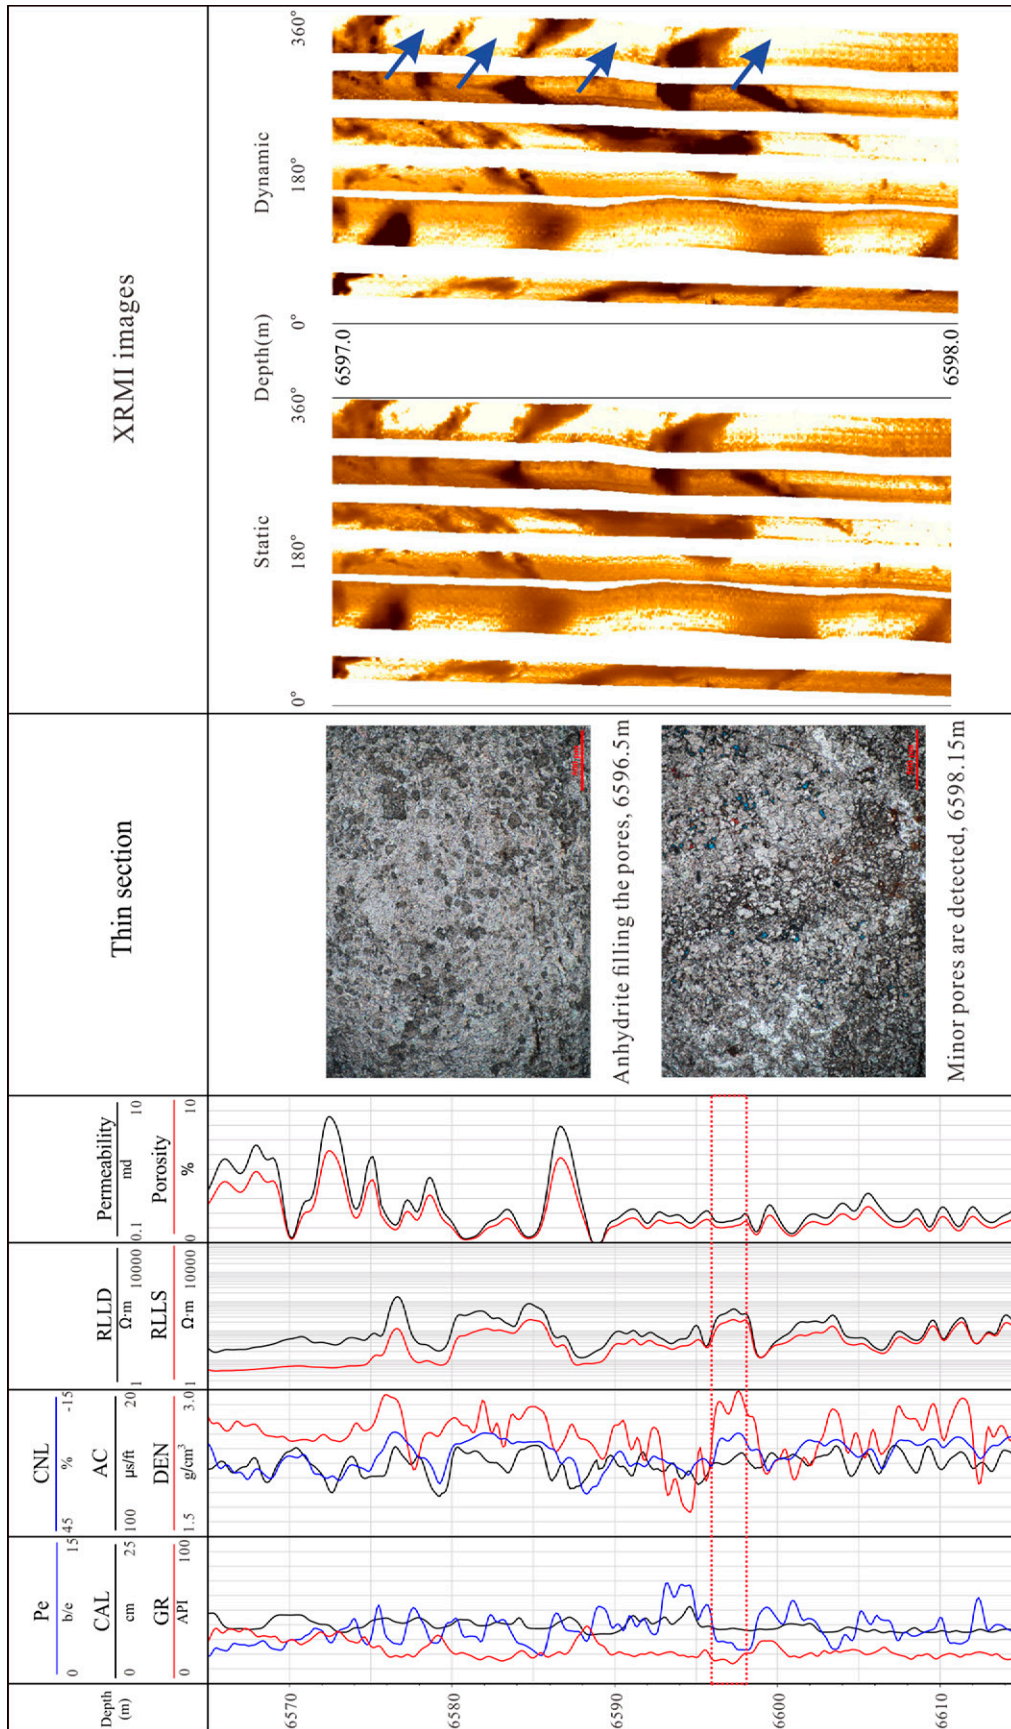 Depth
(m)
Pe
0 b/e 15
CAL
0 cm 25
GR
0 API 100
CNL
45 % -15
AC
100 μs/ft 20
DEN
1.5 g/cm³ 3.0
RLLD
1 Ω·m 10000
RLLS
1 Ω·m 10000
Permeability
0.1 md 10
Porosity
0 % 10
Thin section
XRMI images
6570
6580
6590
6600
6610
Anhydrite filling the pores, 6596.5m
Minor pores are detected, 6598.15m
Static
0° 180° 360°
Depth(m)
6597.0
6598.0
Dynamic
0° 180° 360°